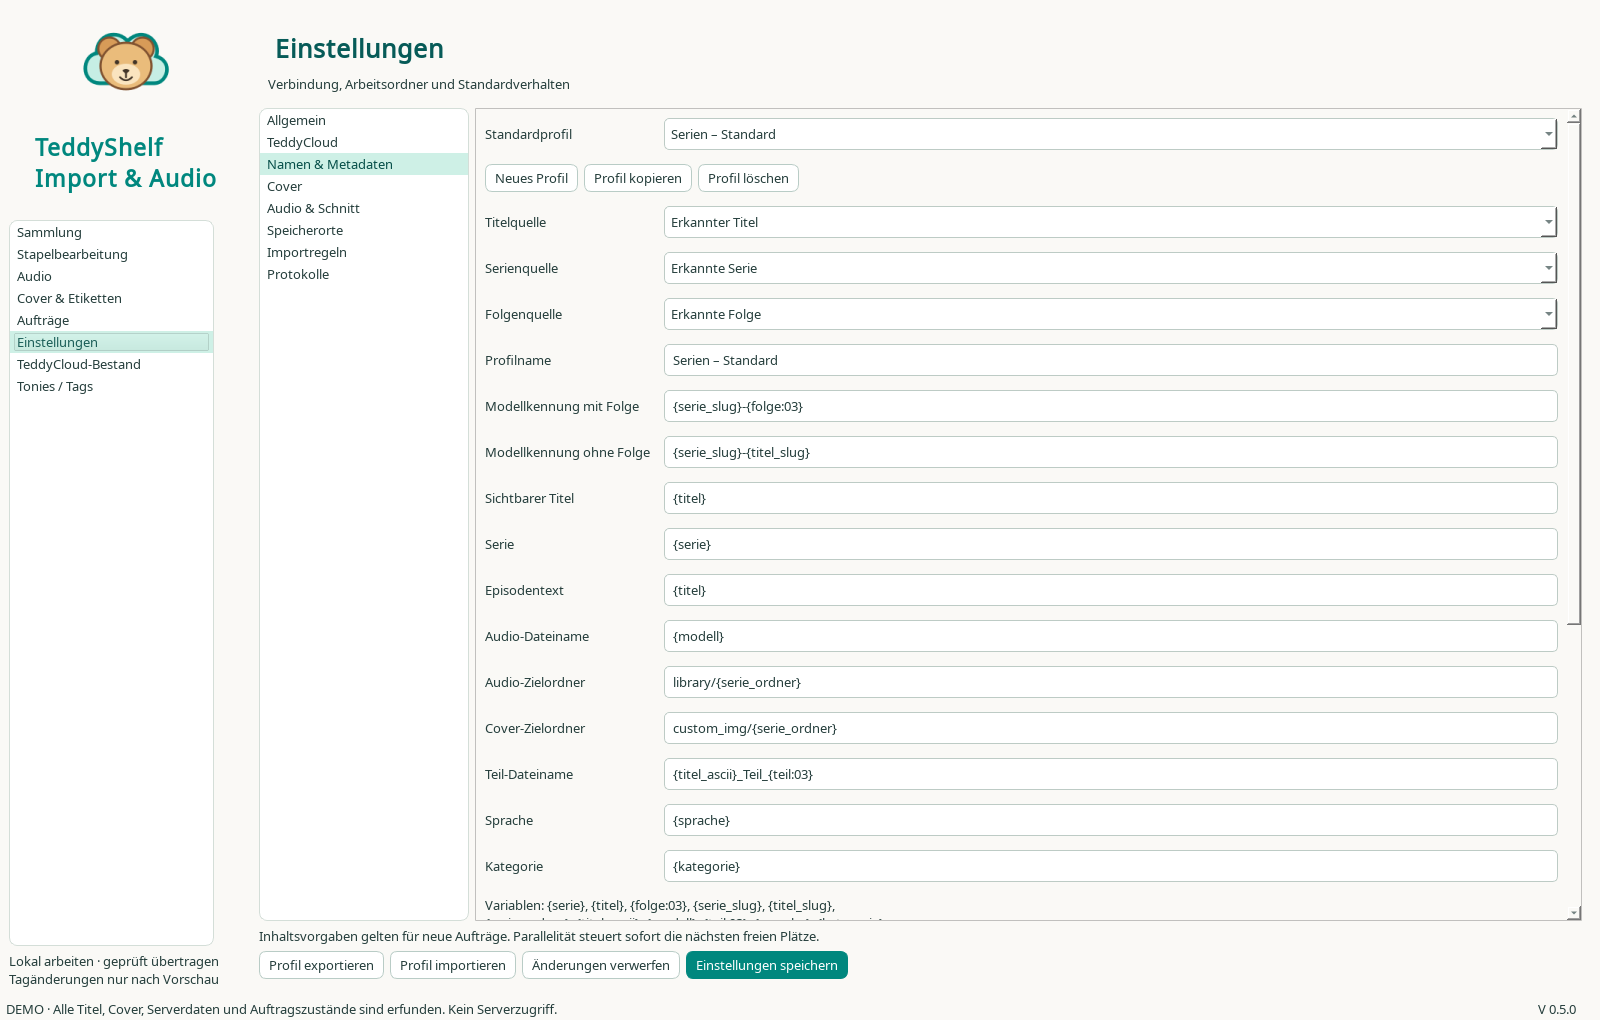 TeddyShelf
Import & Audio
Sammlung
Stapelbearbeitung
Audio
Cover & Etiketten
Aufträge
Einstellungen
TeddyCloud-Bestand
Tonies / Tags
Lokal arbeiten · geprüft übertragen
Tagänderungen nur nach Vorschau
Einstellungen
Verbindung, Arbeitsordner und Standardverhalten
Allgemein
TeddyCloud
Namen & Metadaten
Cover
Audio & Schnitt
Speicherorte
Importregeln
Protokolle
Standardprofil Serien – Standard
Neues Profil Profil kopieren Profil löschen
Titelquelle Erkannter Titel
Serienquelle Erkannte Serie
Folgenquelle Erkannte Folge
Profilname Serien – Standard
Modellkennung mit Folge {serie_slug}-{folge:03}
Modellkennung ohne Folge {serie_slug}-{titel_slug}
Sichtbarer Titel {titel}
Serie {serie}
Episodentext {titel}
Audio-Dateiname {modell}
Audio-Zielordner library/{serie_ordner}
Cover-Zielordner custom_img/{serie_ordner}
Teil-Dateiname {titel_ascii}_Teil_{teil:03}
Sprache {sprache}
Kategorie {kategorie}
Variablen: {serie}, {titel}, {folge:03}, {serie_slug}, {titel_slug},
Inhaltsvorgaben gelten für neue Aufträge. Parallelität steuert sofort die nächsten freien Plätze.
Profil exportieren Profil importieren Änderungen verwerfen Einstellungen speichern
DEMO · Alle Titel, Cover, Serverdaten und Auftragszustände sind erfunden. Kein Serverzugriff. V 0.5.0